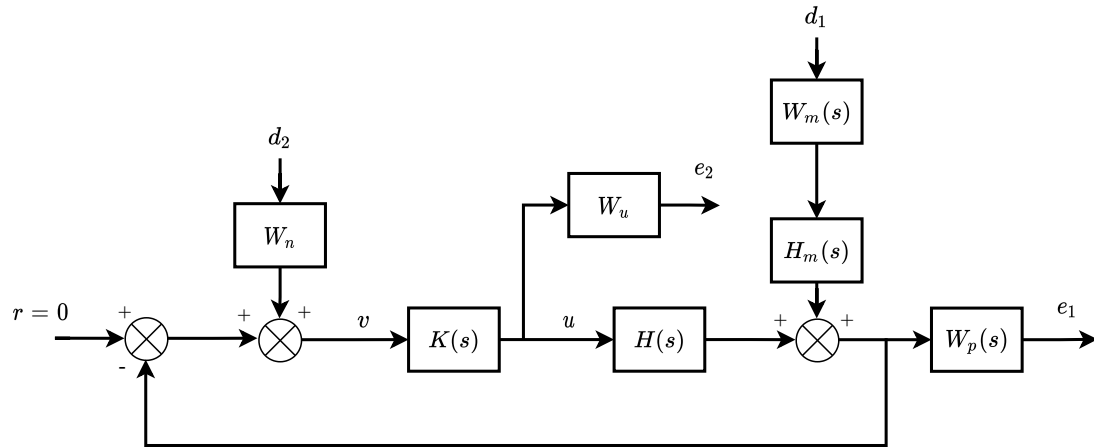 d₁
Wₘ(s)
d₂
e₂
Wᵤ
Wₙ
Hₘ(s)
r = 0
+
+
+
v
K(s)
u
H(s)
+
+
Wₚ(s)
e₁
-